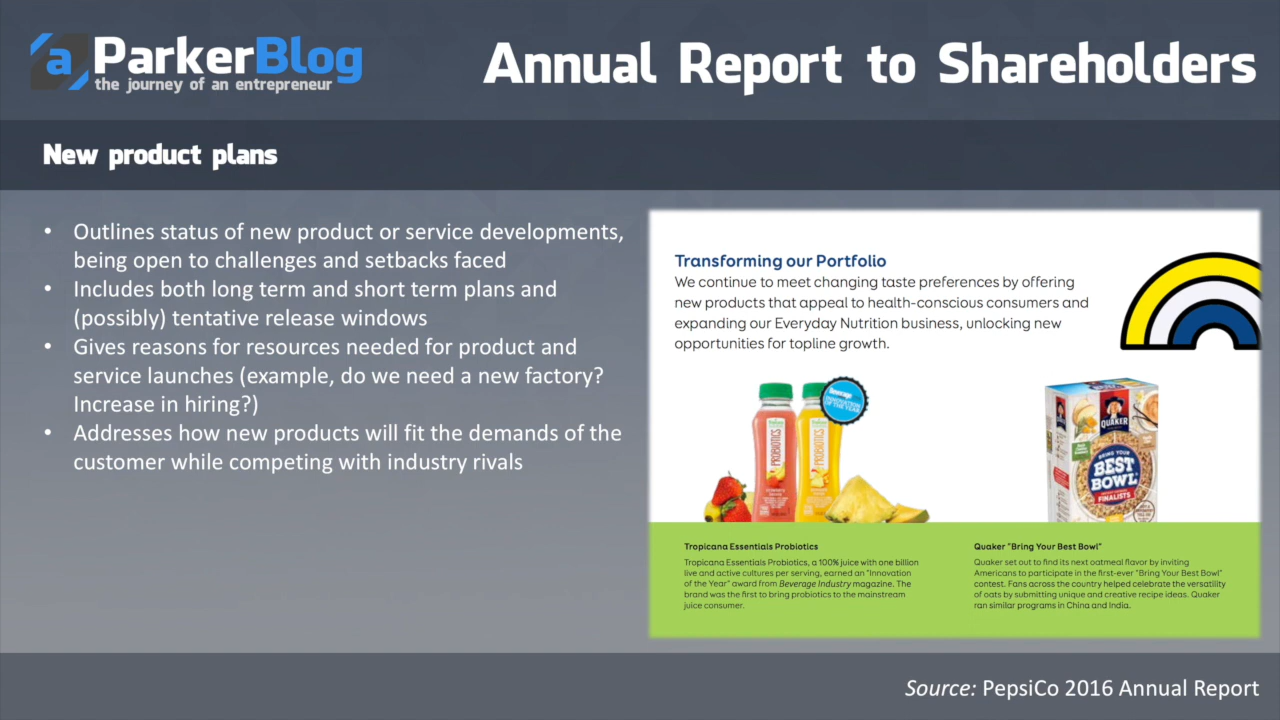 aParkerBlog
the journey of an entrepreneur
Annual Report to Shareholders
New product plans
• Outlines status of new product or service developments,
being open to challenges and setbacks faced
• Includes both long term and short term plans and
(possibly) tentative release windows
• Gives reasons for resources needed for product and
service launches (example, do we need a new factory?
Increase in hiring?)
• Addresses how new products will fit the demands of the
customer while competing with industry rivals
Transforming our Portfolio
We continue to meet changing taste preferences by offering
new products that appeal to health-conscious consumers and
expanding our Everyday Nutrition business, unlocking new
opportunities for topline growth.
Beverage
INNOVATION
OF THE YEAR
PROBIOTICS
PROBIOTICS
QUAKER
BRING YOUR
BEST
BOWL
FINALISTS
Tropicana Essentials Probiotics
Tropicana Essentials Probiotics, a 100% juice with one billion
live and active cultures per serving, earned an "Innovation
of the Year" award from Beverage Industry magazine. The
brand was the first to bring probiotics to the mainstream
juice consumer.
Quaker "Bring Your Best Bowl"
Quaker set out to find its next oatmeal flavor by inviting
Americans to participate in the first-ever "Bring Your Best Bowl"
contest. Fans across the country helped celebrate the versatility
of oats by submitting unique and creative recipe ideas. Quaker
ran similar programs in China and India.
Source: PepsiCo 2016 Annual Report